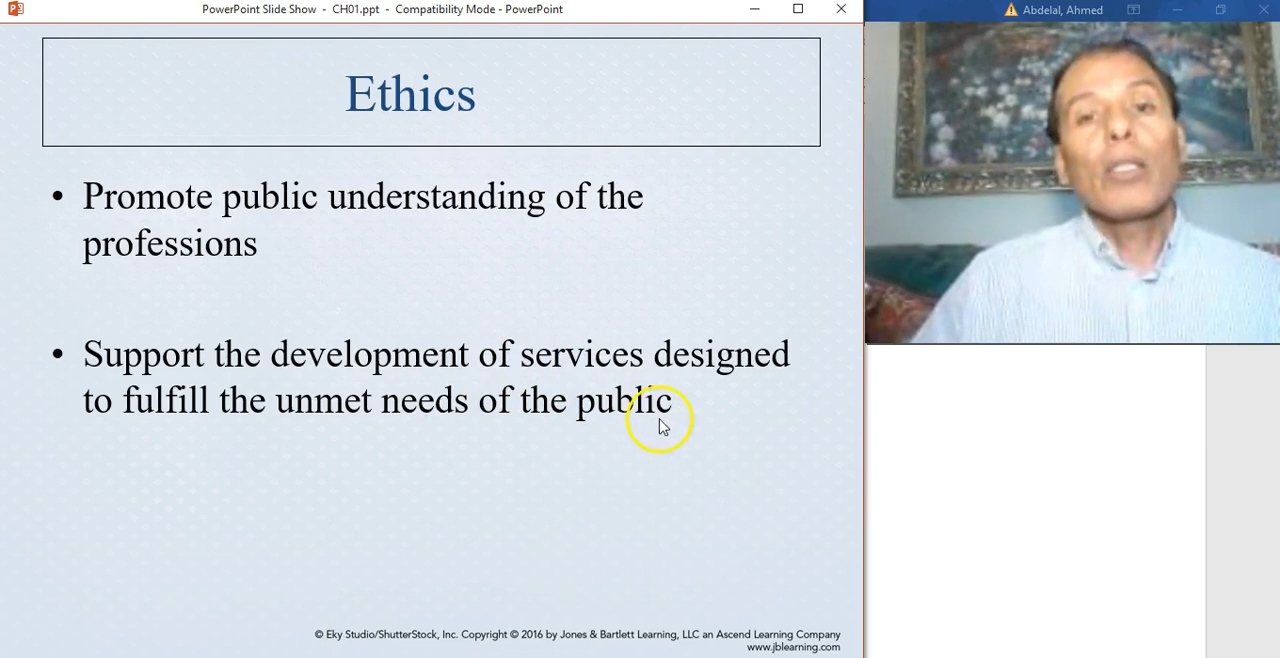 PowerPoint Slide Show - CH01.ppt - Compatibility Mode - PowerPoint
Abdelal, Ahmed
Ethics
• Promote public understanding of the
professions
• Support the development of services designed
to fulfill the unmet needs of the public
© Eky Studio/ShutterStock, Inc. Copyright © 2016 by Jones & Bartlett Learning, LLC an Ascend Learning Company
www.jblearning.com